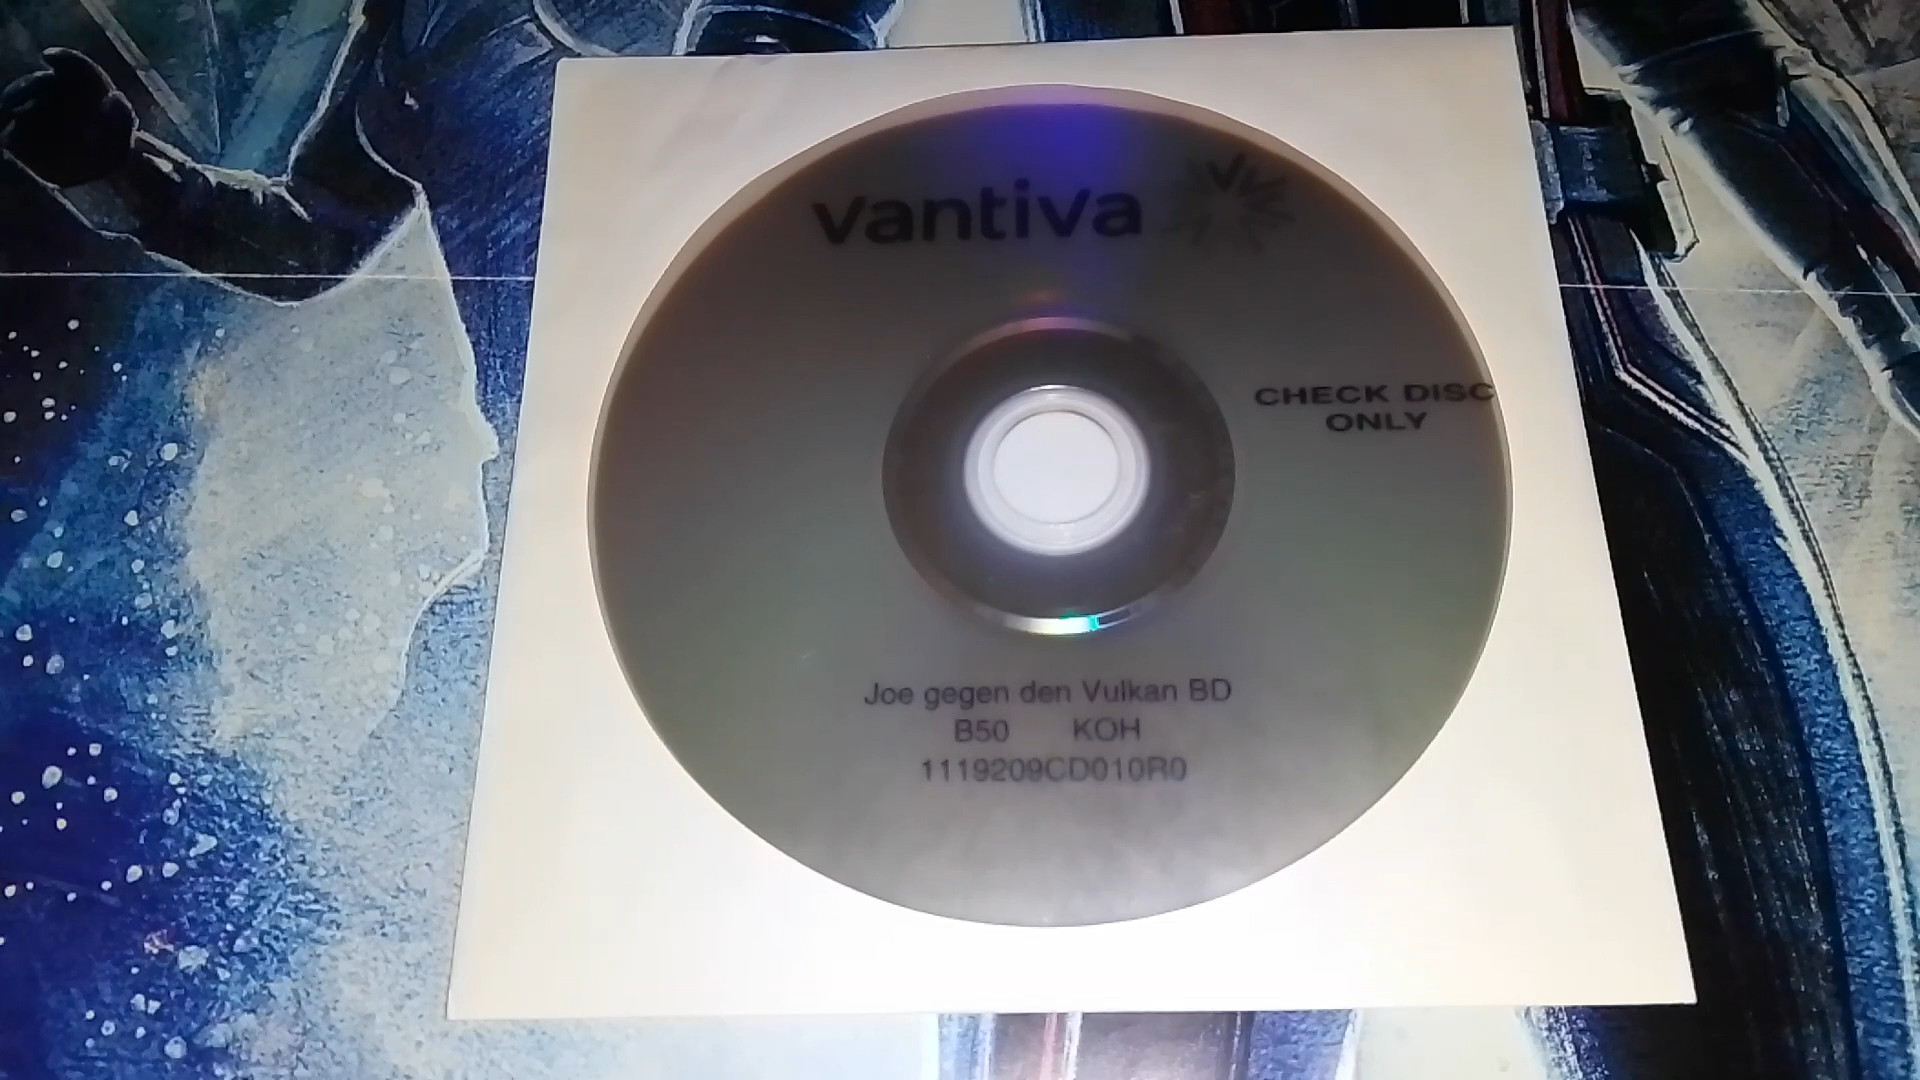 vantiva
CHECK DISC
ONLY
Joe gegen den Vulkan BD
B50 KOH
1119209CD010R0